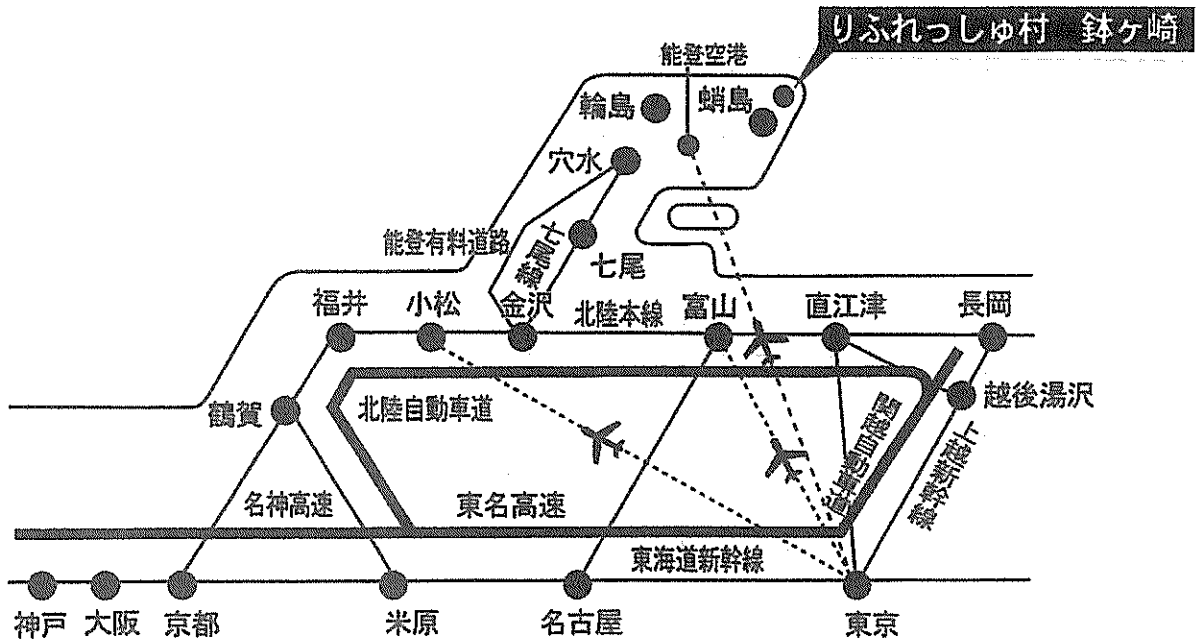 りふれっしゅ村 鉢ヶ崎
能登空港
輪島
蛸島
穴水
能登有料道路
七尾線
七尾
福井
小松
金沢
北陸本線
富山
直江津
長岡
鶴賀
北陸自動車道
関越自動車道
越後湯沢
上越新幹線
名神高速
東名高速
東海道新幹線
神戸
大阪
京都
米原
名古屋
東京